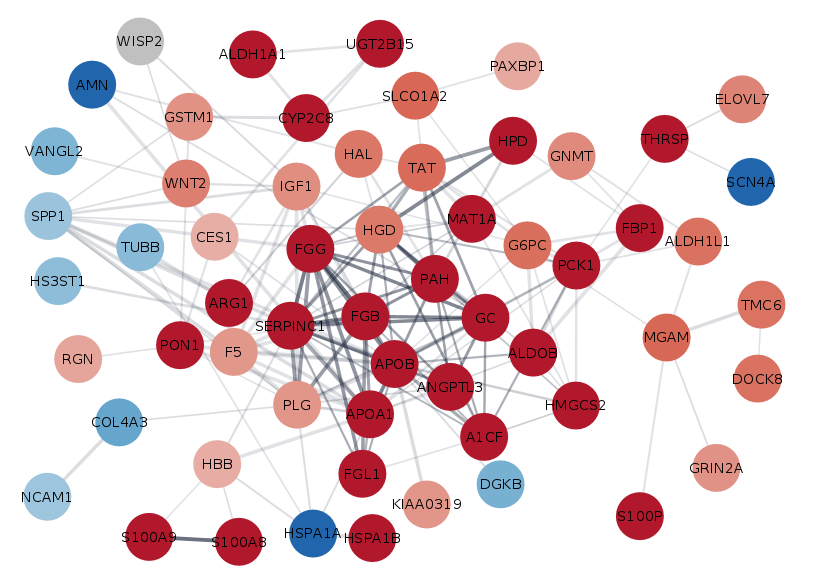 WISP2
UGT2B15
ALDH1A1
PAXBP1
AMN
SLCO1A2
ELOVL7
GSTM1
CYP2C8
THRSP
HPD
VANGL2
HAL
GNMT
TAT
SCN4A
WNT2
IGF1
SPP1
MAT1A
FBP1
HGD
CES1
ALDH1L1
G6PC
TUBB
FGG
PCK1
PAH
HS3ST1
ARG1
TMC6
FGB
GC
SERPINC1
MGAM
PON1
F5
ALDOB
RGN
APOB
DOCK8
ANGPTL3
PLG
HMGCS2
APOA1
COL4A3
A1CF
HBB
GRIN2A
FGL1
DGKB
NCAM1
KIAA0319
S100P
HSPA1A
S100A9
HSPA1B
S100A8